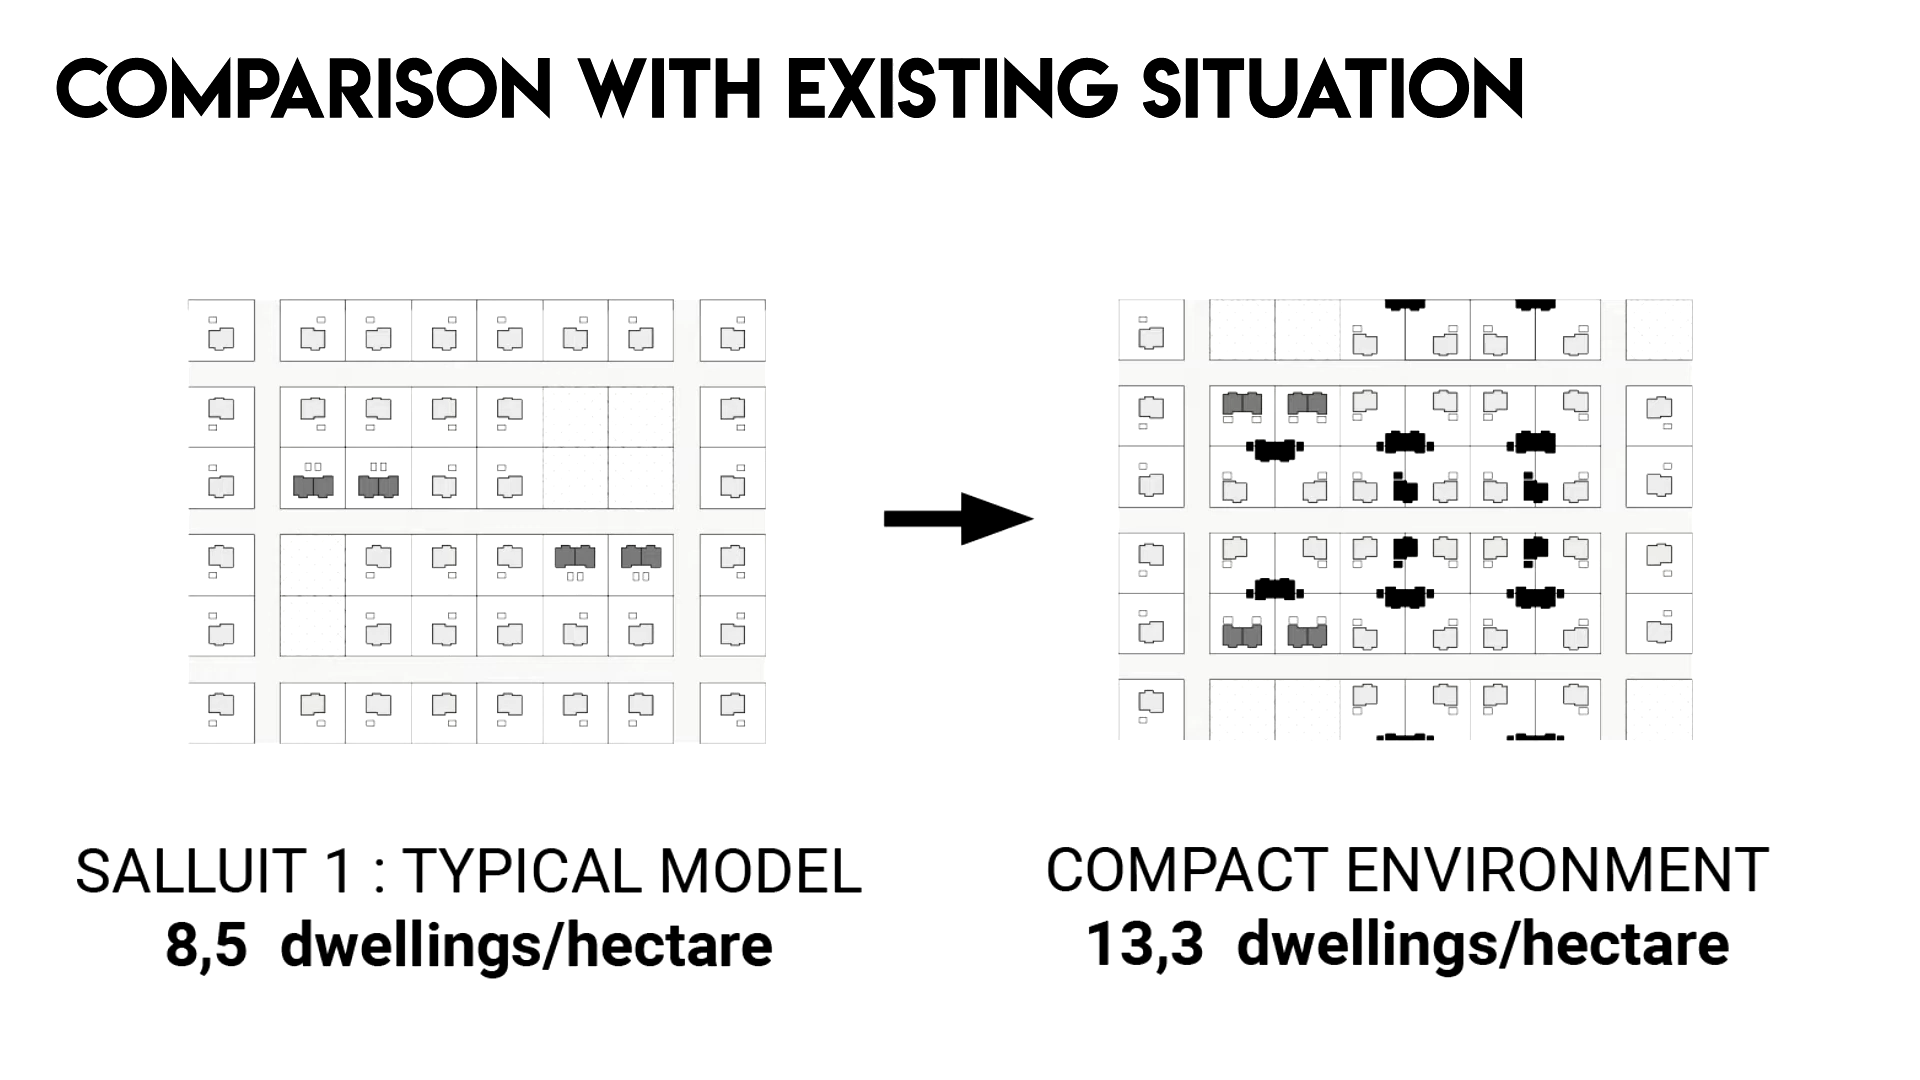 COMPARISON WITH EXISTING SITUATION
SALLUIT 1 : TYPICAL MODEL
8,5 dwellings/hectare
COMPACT ENVIRONMENT
13,3 dwellings/hectare